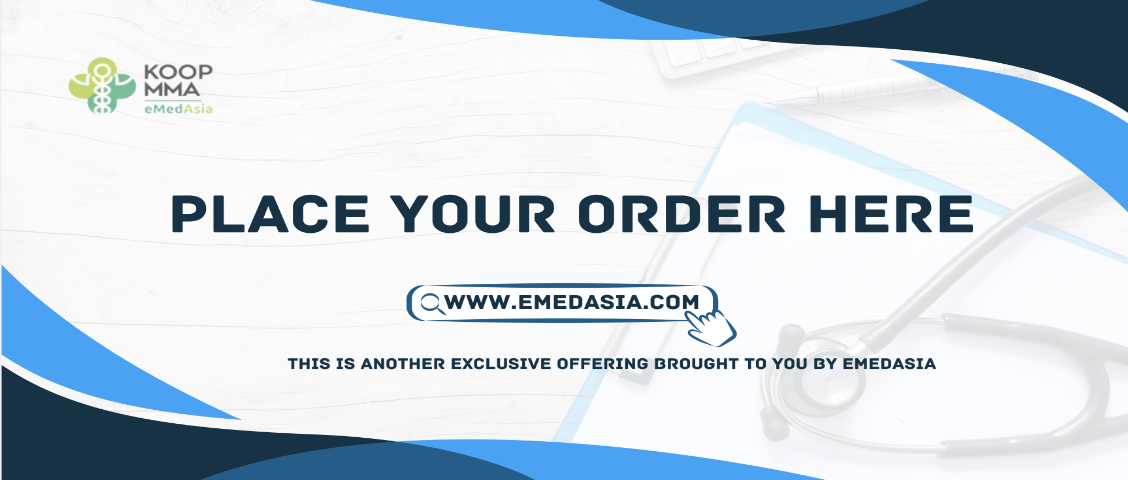 KOOP
MMA
eMedAsia
PLACE YOUR ORDER HERE
WWW.EMEDASIA.COM
THIS IS ANOTHER EXCLUSIVE OFFERING BROUGHT TO YOU BY EMEDASIA